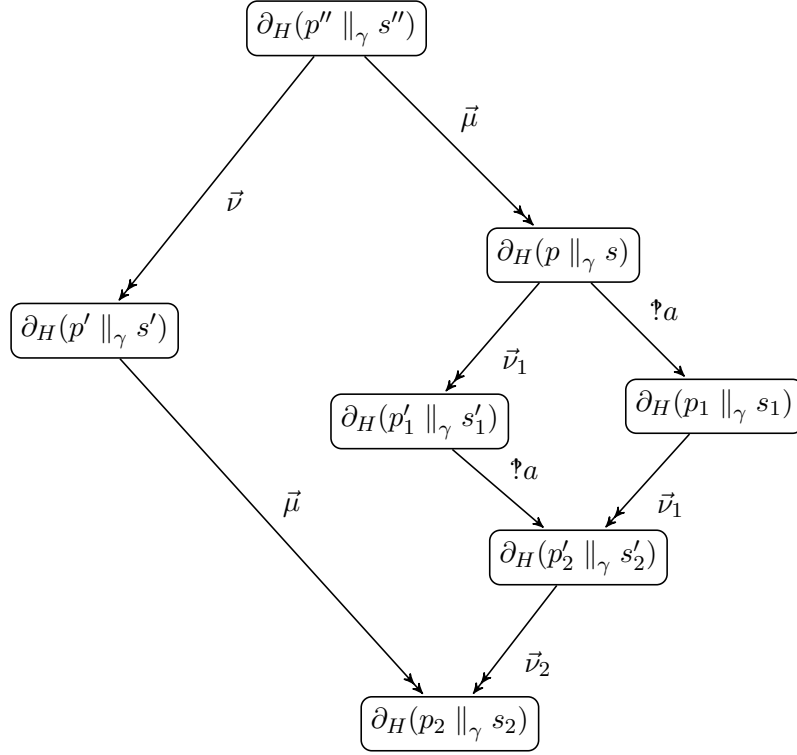 ∂_H(p'' ∥_γ s'')
μ⃗
ν⃗
∂_H(p ∥_γ s)
∂_H(p' ∥_γ s')
‽a
ν⃗_1
∂_H(p'_1 ∥_γ s'_1)
∂_H(p_1 ∥_γ s_1)
‽a
μ⃗
ν⃗_1
∂_H(p'_2 ∥_γ s'_2)
ν⃗_2
∂_H(p_2 ∥_γ s_2)